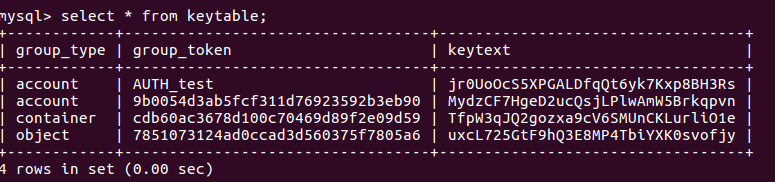 mysql> select * from keytable;
+------------+----------------------------------+----------------------------------+
| group_type | group_token                      | keytext                          |
+------------+----------------------------------+----------------------------------+
| account    | AUTH_test                        | jr0UoOcS5XPGALDfqQt6yk7Kxp8BH3Rs |
| account    | 9b0054d3ab5fcf311d76923592b3eb90 | MydzCF7HgeD2ucQsjLPlwAmW5Brkqpvn |
| container  | cdb60ac3678d100c70469d89f2e09d59 | TfpW3qJQ2gozxa9cV6SMUnCKLurliO1e |
| object     | 7851073124ad0ccad3d560375f7805a6 | uxcL725GtF9hQ3E8MP4TbiYXK0svofjy |
+------------+----------------------------------+----------------------------------+
4 rows in set (0.00 sec)